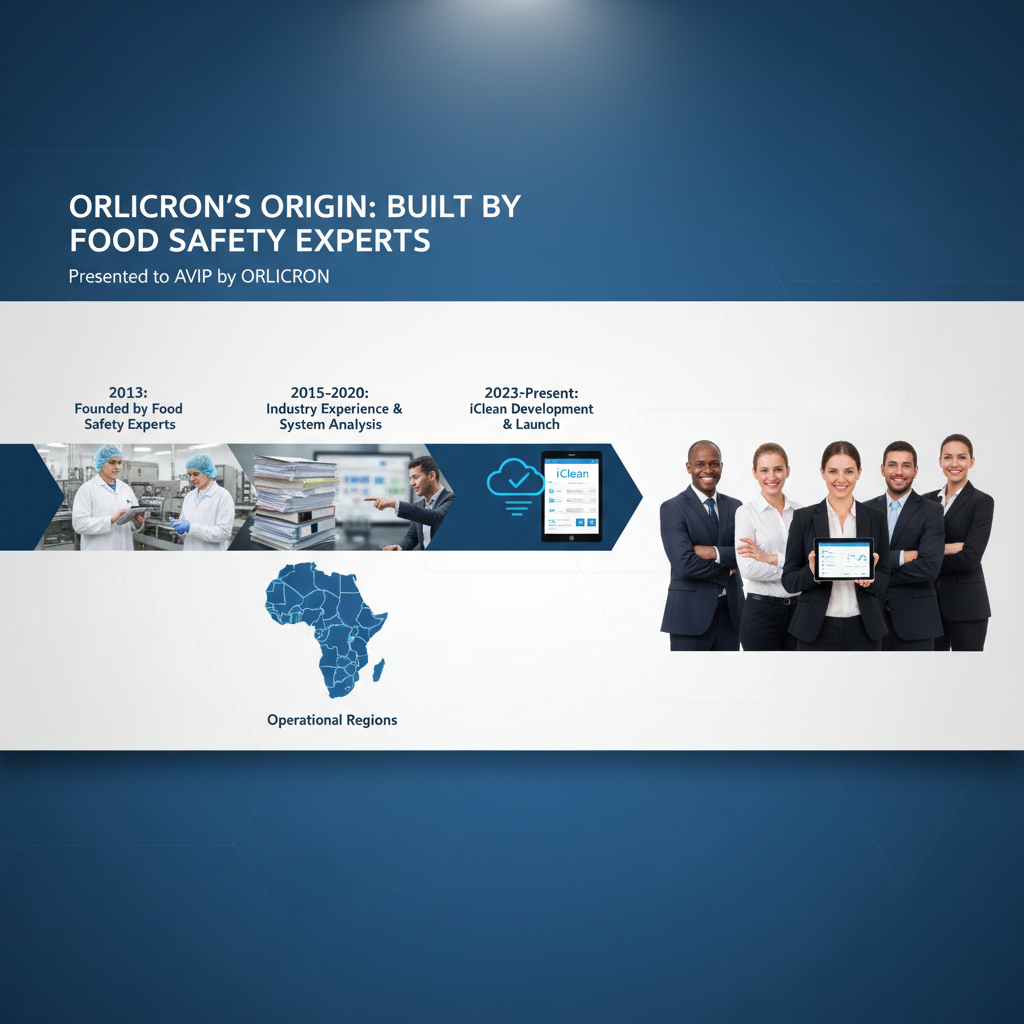 ORLICRON'S ORIGIN: BUILT BY
FOOD SAFETY EXPERTS
Presented to AVIP by ORLICRON
2013:
Founded by Food
Safety Experts
2015-2020:
Industry Experience &
System Analysis
2023-Present:
iClean Development
& Launch
iClean
Operational Regions